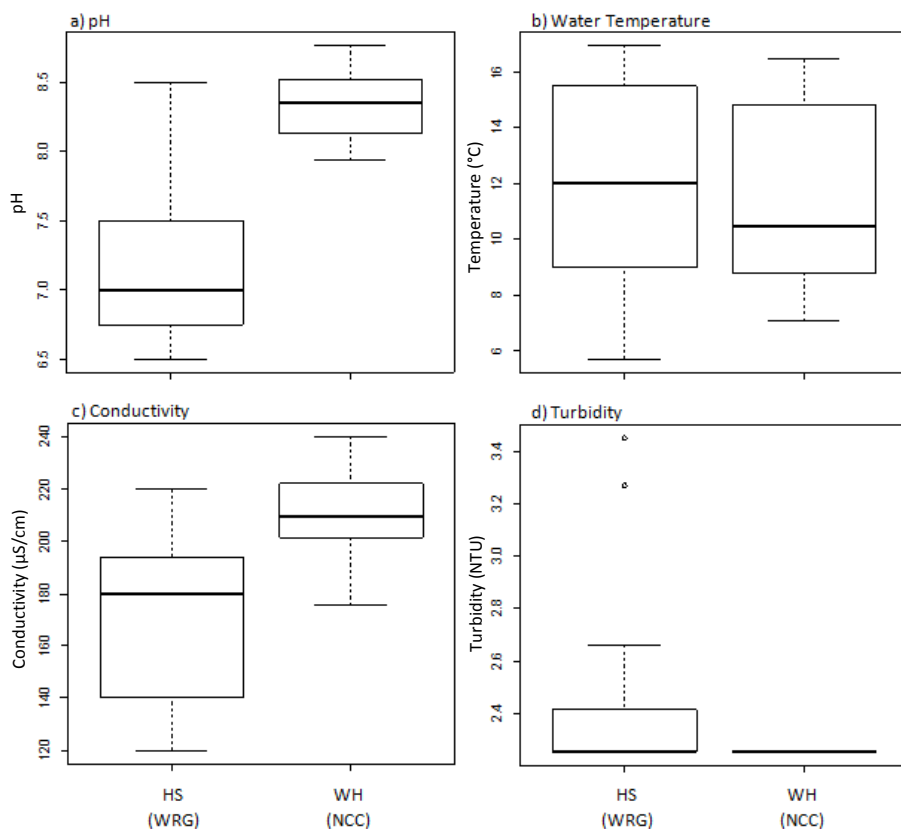 a) pH
b) Water Temperature
pH
8.5
8.0
7.5
7.0
6.5
Temperature (°C)
16
14
12
10
8
6
c) Conductivity
d) Turbidity
Conductivity (µS/cm)
240
220
200
180
160
140
120
Turbidity (NTU)
3.4
3.2
3.0
2.8
2.6
2.4
HS
(WRG)
WH
(NCC)
HS
(WRG)
WH
(NCC)